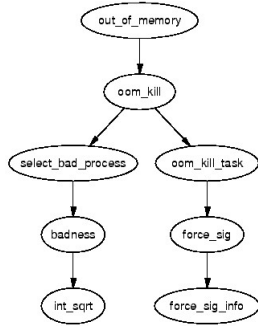 out_of_memory
oom_kill
select_bad_process
oom_kill_task
badness
force_sig
int_sqrt
force_sig_info